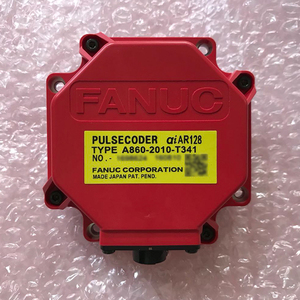 FANUC
PULSECODER αiAR128
TYPE A860-2010-T341
NO.
FANUC CORPORATION
MADE JAPAN PAT. PEND.